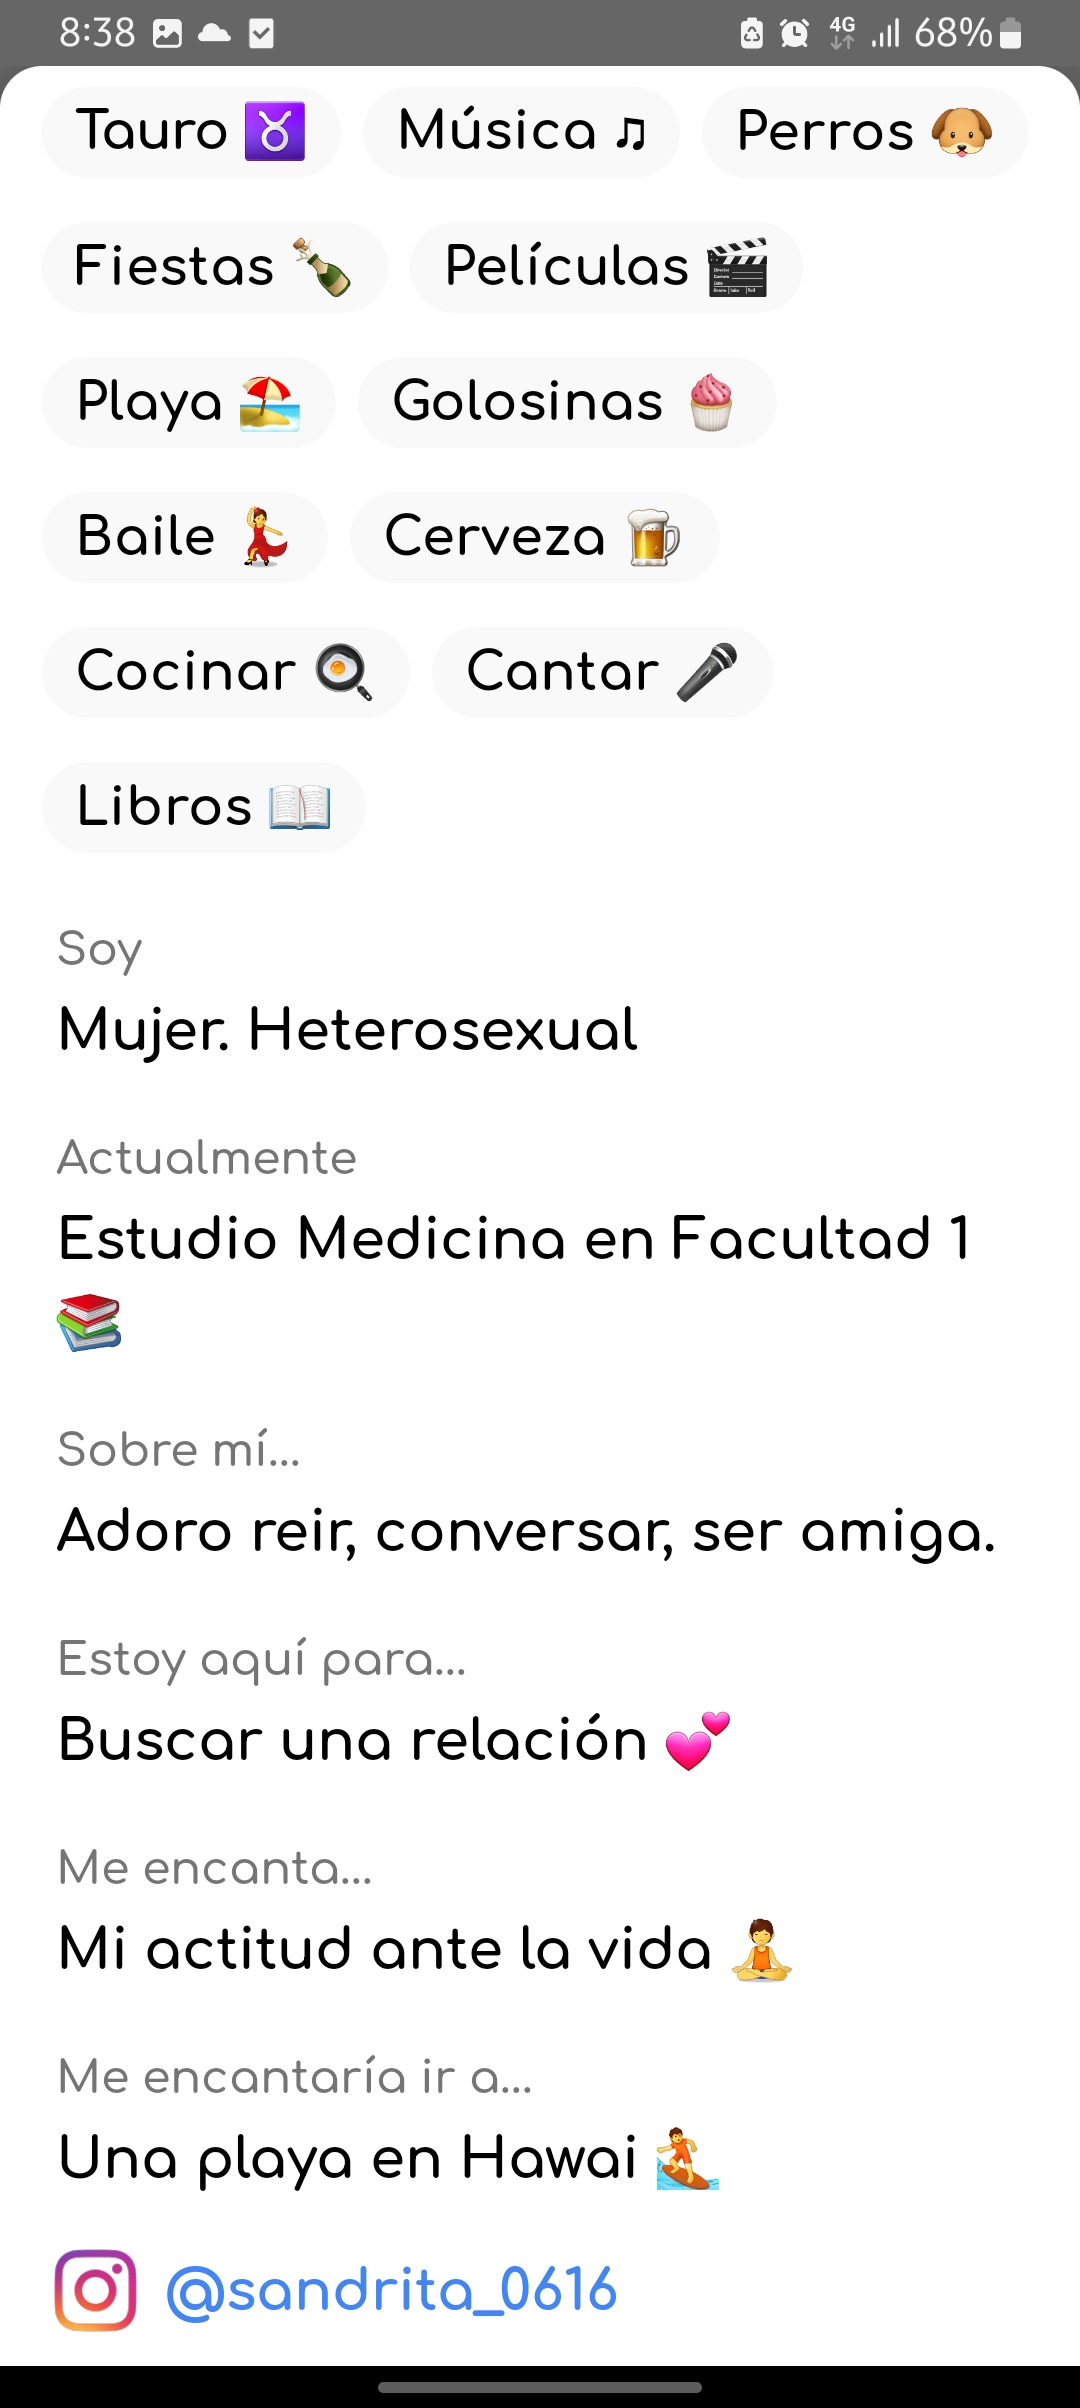 8:38 4G 68%
Tauro ♉ Música ♫ Perros 🐶
Fiestas 🍾 Películas 🎬
Playa 🏖️ Golosinas 🧁
Baile 💃 Cerveza 🍺
Cocinar 🍳 Cantar 🎤
Libros 📖
Soy
Mujer. Heterosexual
Actualmente
Estudio Medicina en Facultad 1
📚
Sobre mí...
Adoro reir, conversar, ser amiga.
Estoy aquí para...
Buscar una relación 💕
Me encanta...
Mi actitud ante la vida 🧘
Me encantaría ir a...
Una playa en Hawai 🏄
@sandrita_0616